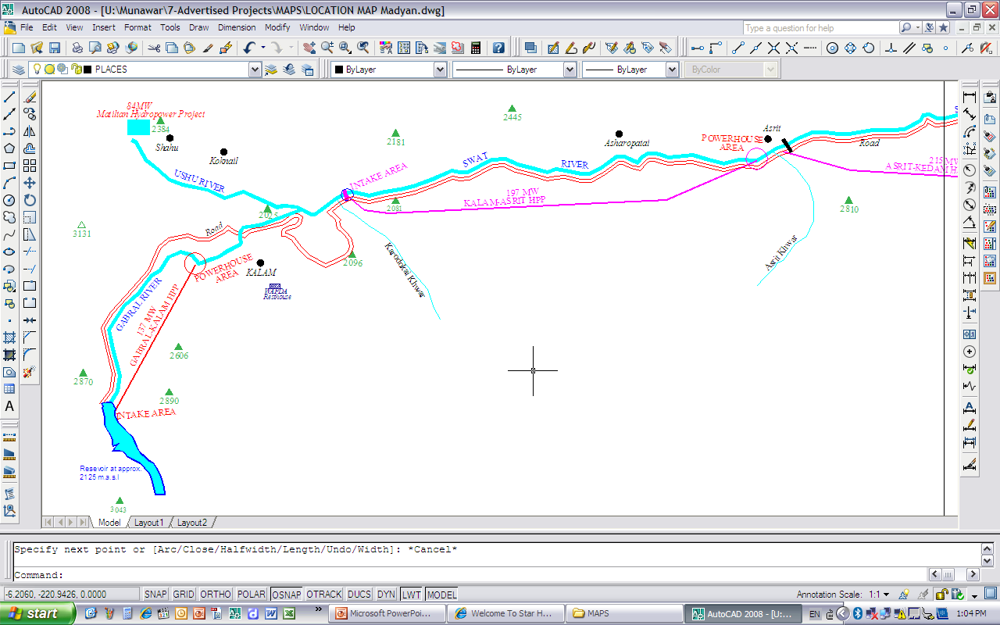 AutoCAD 2008 - [U:\Munawar\7-Advertised Projects\MAPS\LOCATION MAP Madyan.dwg]
File Edit View Insert Format Tools Draw Dimension Modify Window Help
Type a question for help
PLACES
ByLayer
ByLayer
ByLayer
ByColor
84MW
Matiltan Hydropower Project
2384
Shahu
Koknail
USHU RIVER
2445
2181
INTAKE AREA
SWAT
RIVER
Asharopatai
POWERHOUSE
AREA
Asrit
Road
215 MW
ASRIT-KEDAM H
197 MW
KALAM-ASRIT HPP
2081
2025
2810
3131
Road
2096
Karodokai Khwar
Asrit Khwar
POWERHOUSE
AREA
KALAM
WAPDA
Resthouse
GABRAL RIVER
137 MW
GABRAL-KALAM HPP
2606
2870
2890
INTAKE AREA
Resevoir at approx.
2125 m.a.s.l
3043
Model Layout1 Layout2
Specify next point or [Arc/Close/Halfwidth/Length/Undo/Width]: *Cancel*
Command:
-6.2060, -220.9426, 0.0000 SNAP GRID ORTHO POLAR OSNAP OTRACK DUCS DYN LWT MODEL
Annotation Scale: 1:1
start
Microsoft PowerPoi...
Welcome To Star H...
MAPS
AutoCAD 2008 - [U:...
EN
1:04 PM